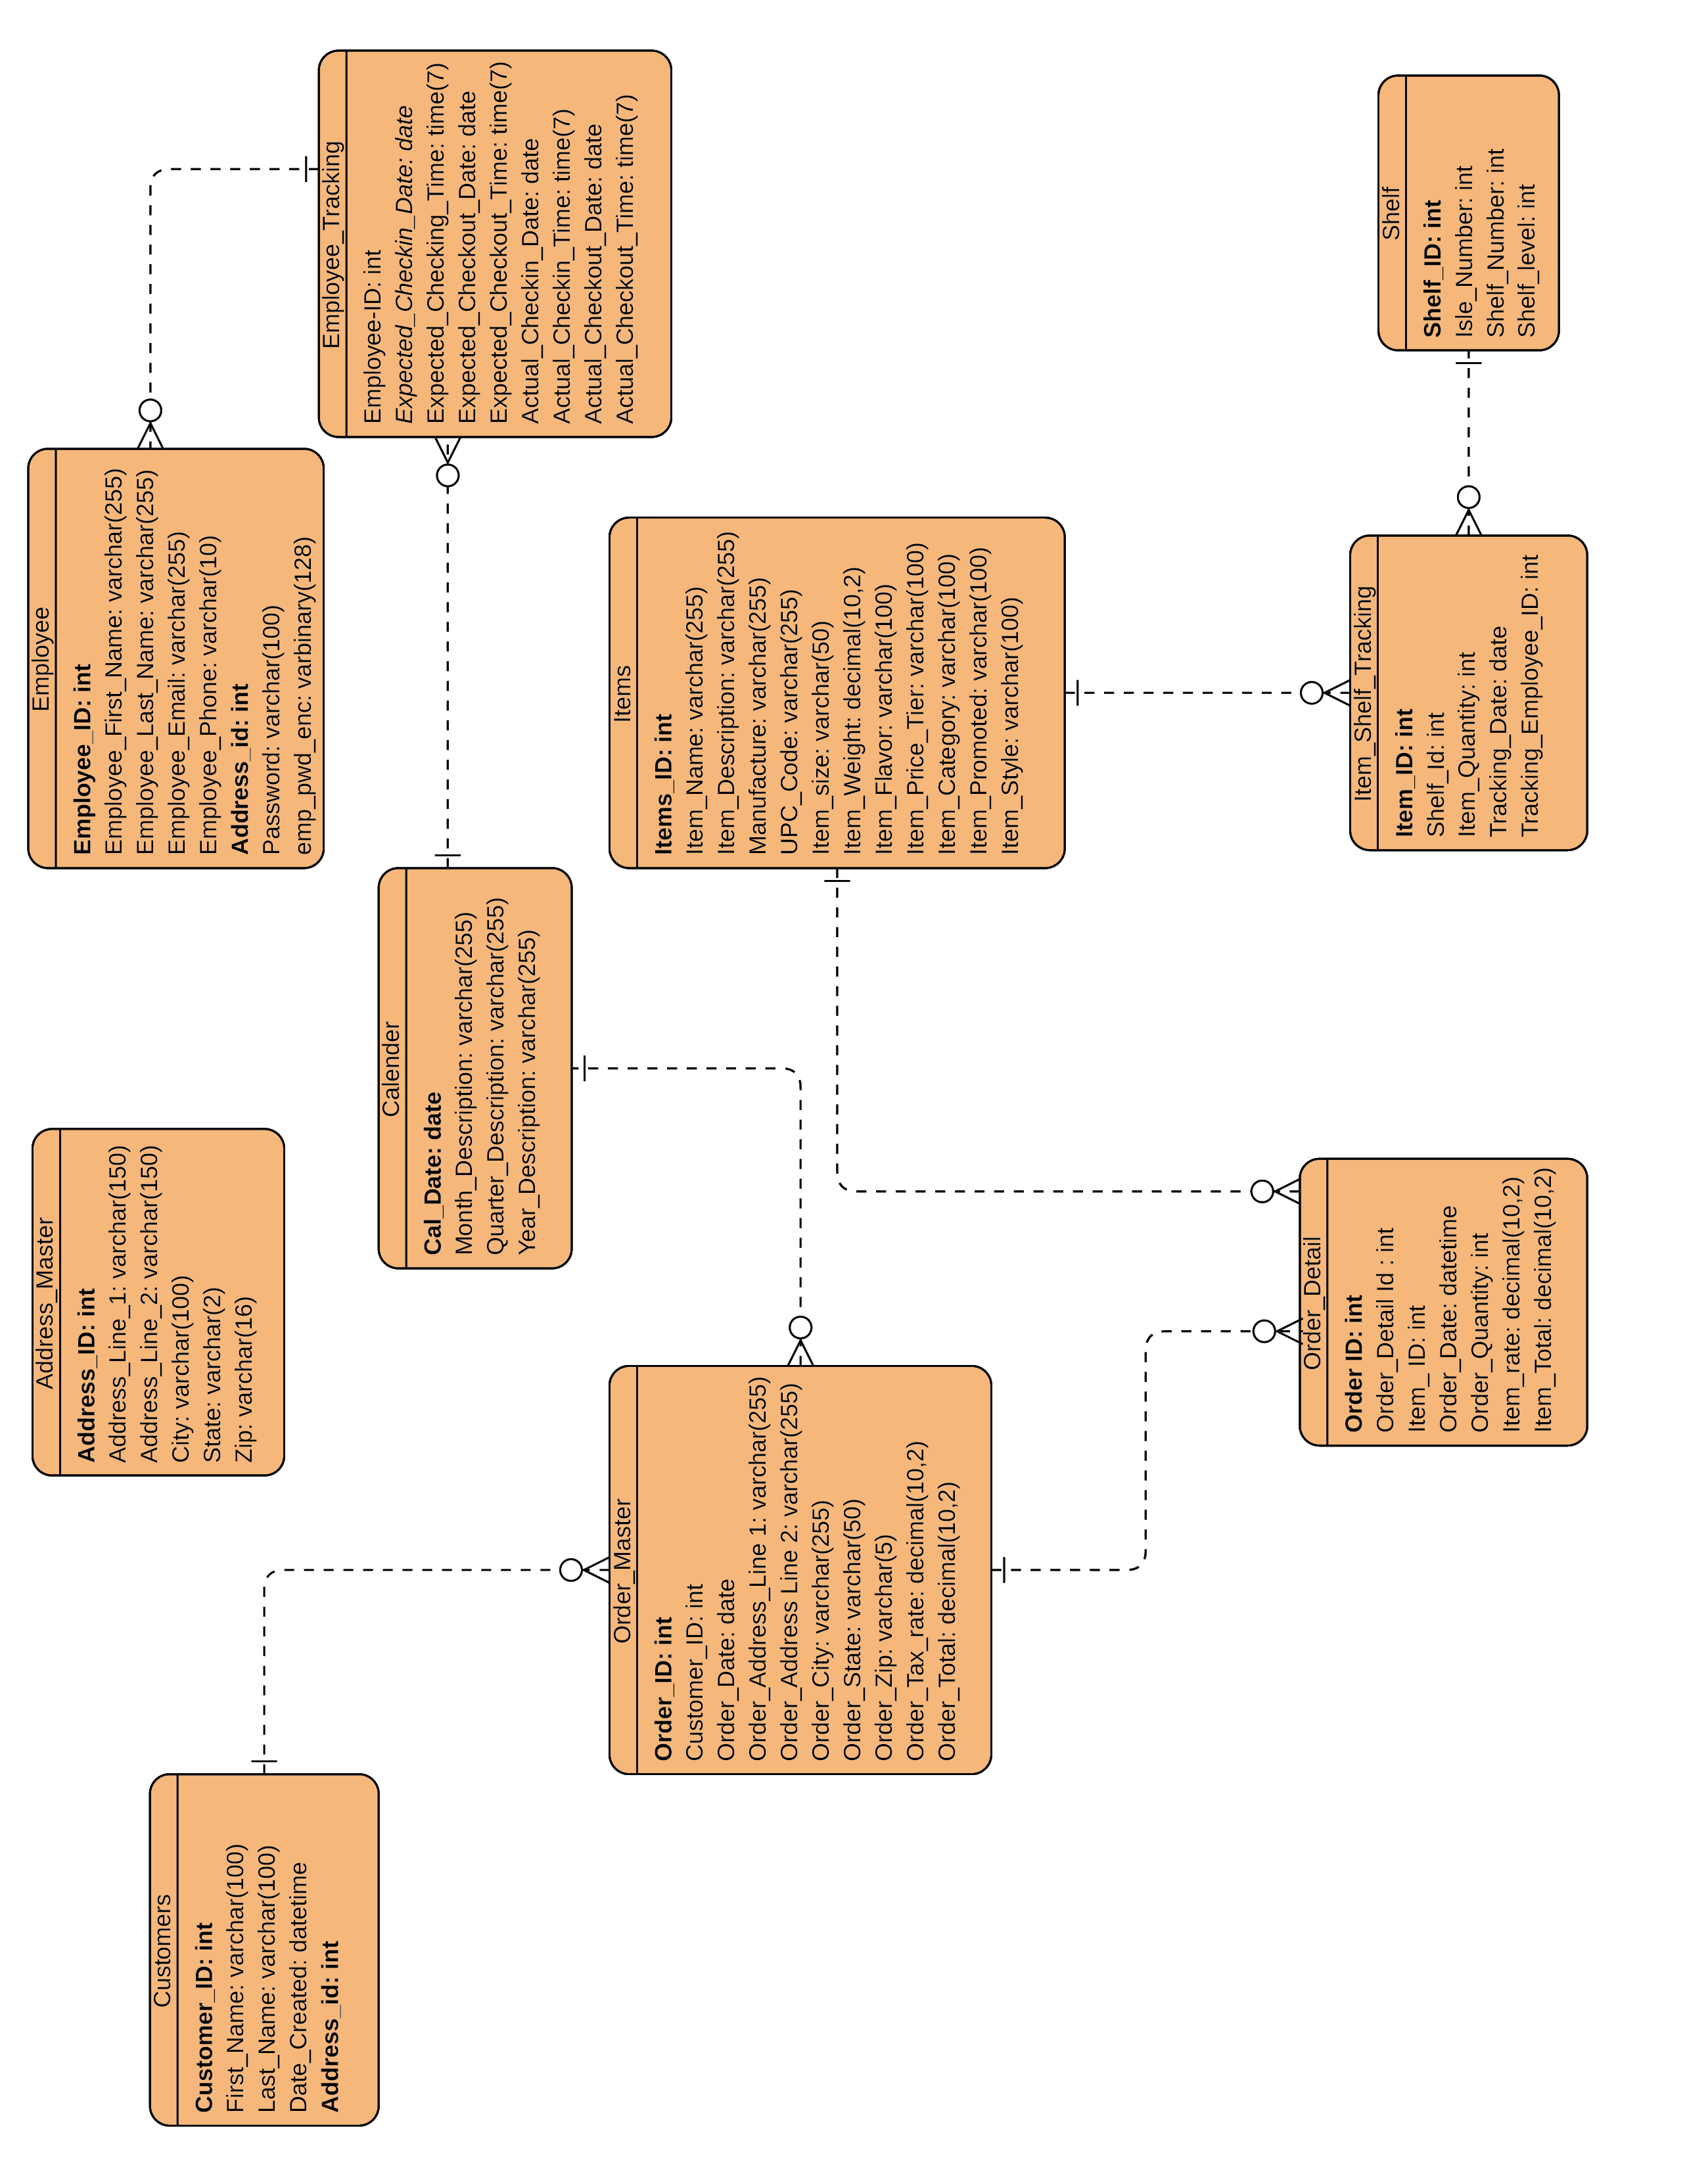 Customers
Customer_ID: int
First_Name: varchar(100)
Last_Name: varchar(100)
Date_Created: datetime
Address_id: int
Address_Master
Address_ID: int
Address_Line_1: varchar(150)
Address_Line_2: varchar(150)
City: varchar(100)
State: varchar(2)
Zip: varchar(16)
Employee
Employee_ID: int
Employee_First_Name: varchar(255)
Employee_Last_Name: varchar(255)
Employee_Email: varchar(255)
Employee_Phone: varchar(10)
Address_id: int
Password: varchar(100)
emp_pwd_enc: varbinary(128)
Employee_Tracking
Employee-ID: int
Expected_Checkin_Date: date
Expected_Checking_Time: time(7)
Expected_Checkout_Date: date
Expected_Checkout_Time: time(7)
Actual_Checkin_Date: date
Actual_Checkin_Time: time(7)
Actual_Checkout_Date: date
Actual_Checkout_Time: time(7)
Calender
Cal_Date: date
Month_Description: varchar(255)
Quarter_Description: varchar(255)
Year_Description: varchar(255)
Order_Master
Order_ID: int
Customer_ID: int
Order_Date: date
Order_Address_Line 1: varchar(255)
Order_Address Line 2: varchar(255)
Order_City: varchar(255)
Order_State: varchar(50)
Order_Zip: varchar(5)
Order_Tax_rate: decimal(10,2)
Order_Total: decimal(10,2)
Items
Items_ID: int
Item_Name: varchar(255)
Item_Description: varchar(255)
Manufacture: varchar(255)
UPC_Code: varchar(255)
Item_size: varchar(50)
Item_Weight: decimal(10,2)
Item_Flavor: varchar(100)
Item_Price_Tier: varchar(100)
Item_Category: varchar(100)
Item_Promoted: varchar(100)
Item_Style: varchar(100)
Order_Detail
Order ID: int
Order_Detail Id : int
Item_ID: int
Order_Date: datetime
Order_Quantity: int
Item_rate: decimal(10,2)
Item_Total: decimal(10,2)
Item_Shelf_Tracking
Item_ID: int
Shelf_Id: int
Item_Quantity: int
Tracking_Date: date
Tracking_Employee_ID: int
Shelf
Shelf_ID: int
Isle_Number: int
Shelf_Number: int
Shelf_level: int